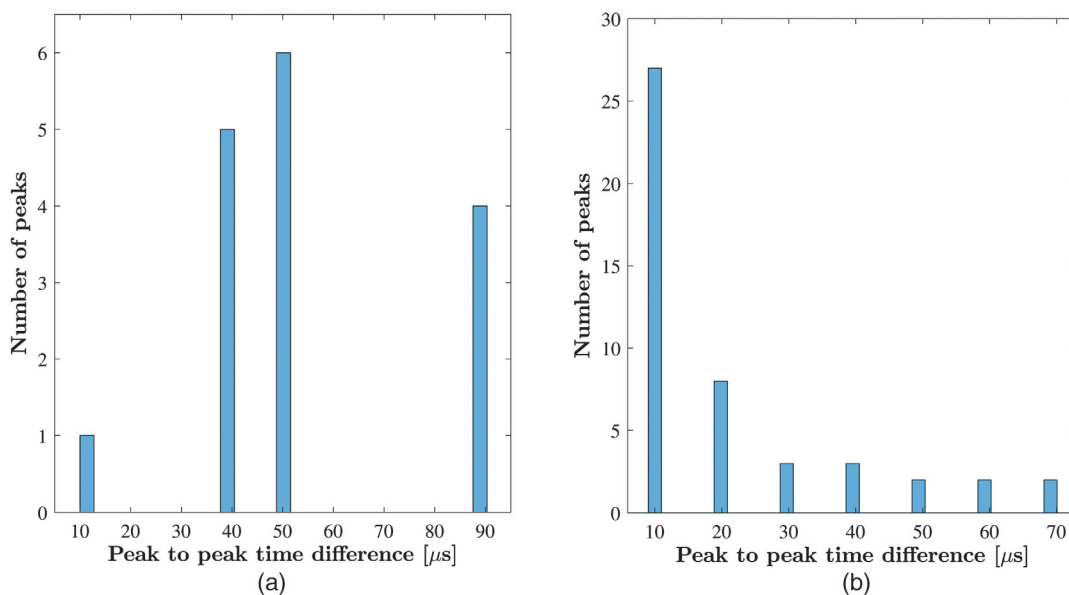 Number of peaks
6
5
4
3
2
1
0
10 20 30 40 50 60 70 80 90
Peak to peak time difference [μs]
(a)
Number of peaks
30
25
20
15
10
5
0
10 20 30 40 50 60 70
Peak to peak time difference [μs]
(b)